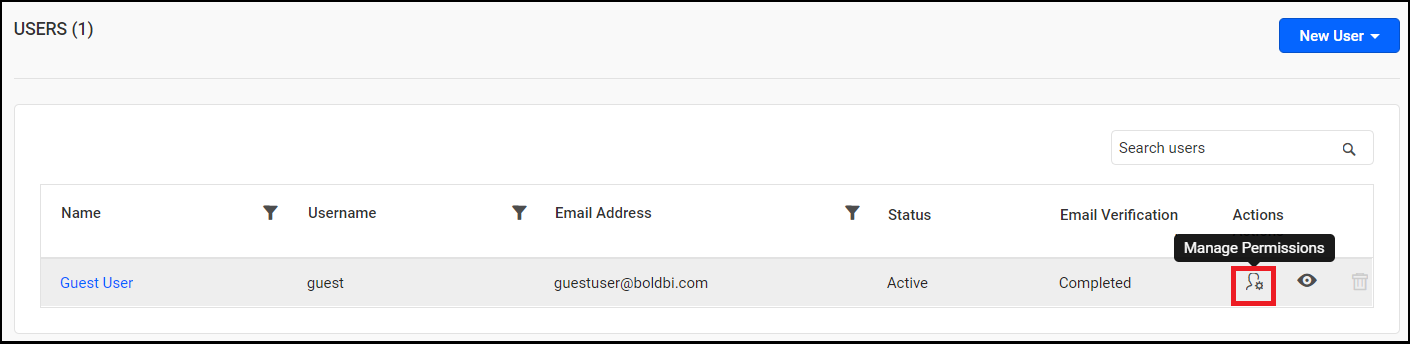 USERS (1)
New User
Search users
Name Username Email Address Status Email Verification Actions
Manage Permissions
Guest User guest guestuser@boldbi.com Active Completed